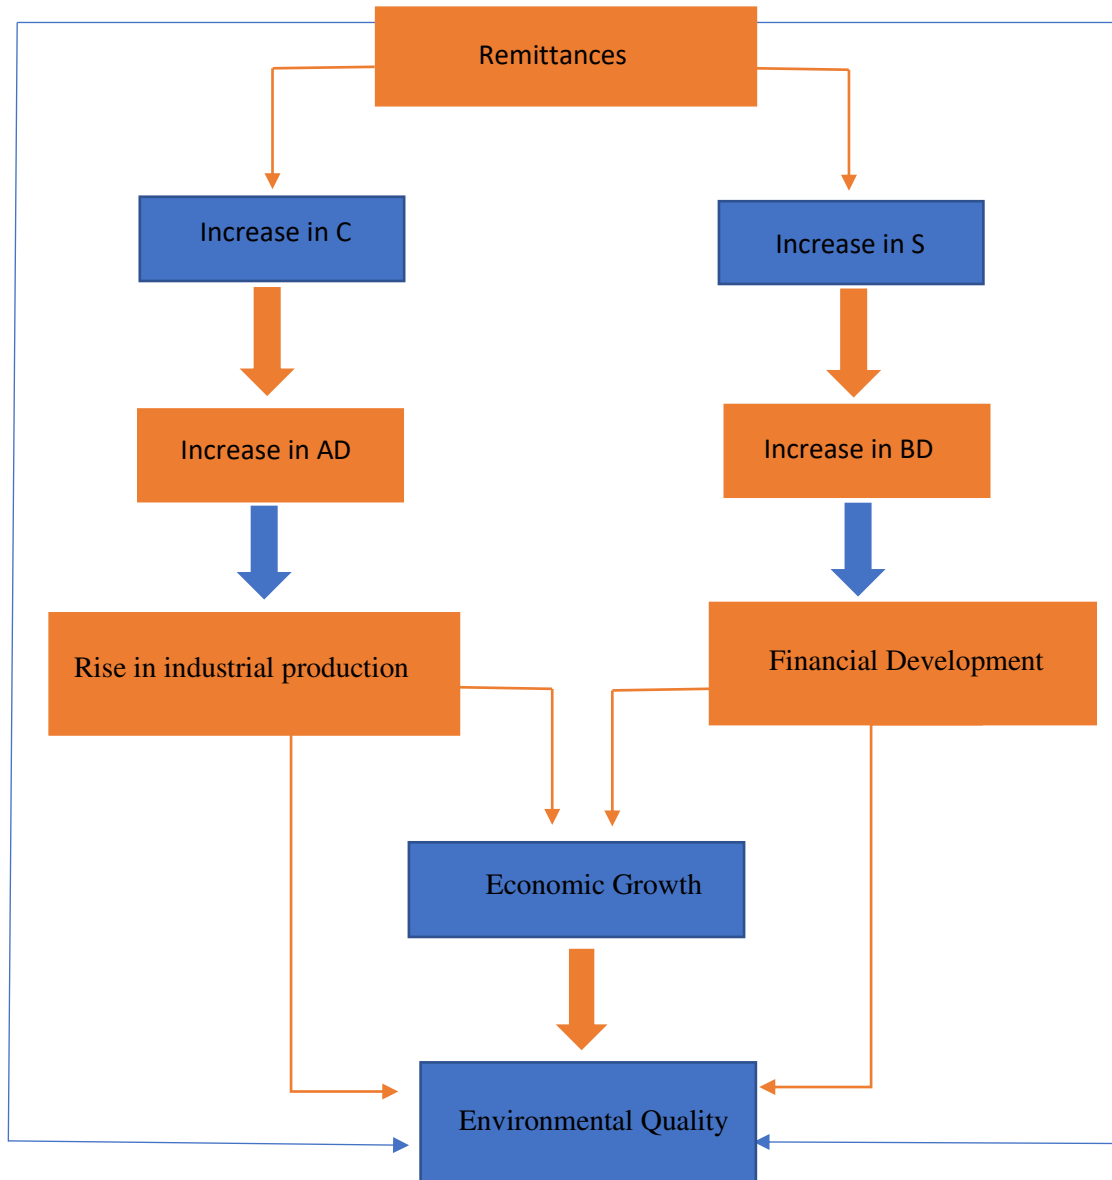 Remittances
Increase in C
Increase in S
Increase in AD
Increase in BD
Rise in industrial production
Financial Development
Economic Growth
Environmental Quality